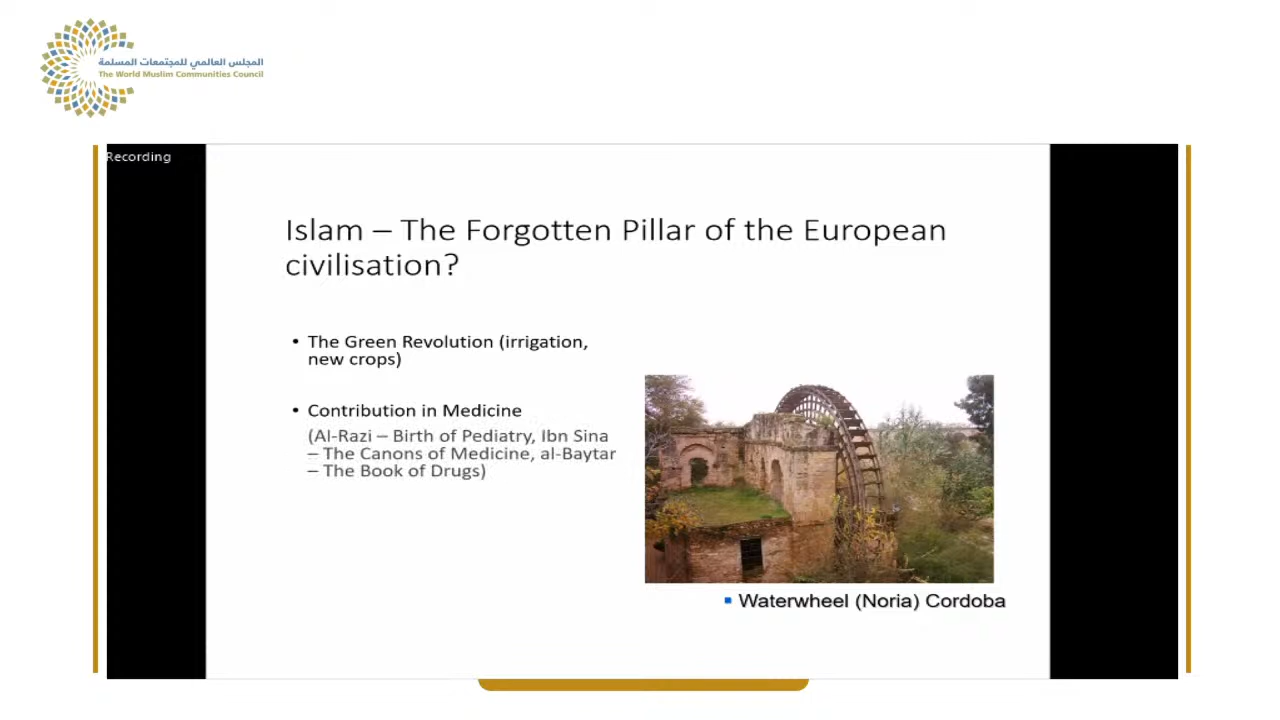 المجلس العالمي للمجتمعات المسلمة
The World Muslim Communities Council
Recording
Islam – The Forgotten Pillar of the European
civilisation?
• The Green Revolution (irrigation,
new crops)
• Contribution in Medicine
(Al-Razi – Birth of Pediatry, Ibn Sina
– The Canons of Medicine, al-Baytar
– The Book of Drugs)
▪ Waterwheel (Noria) Cordoba